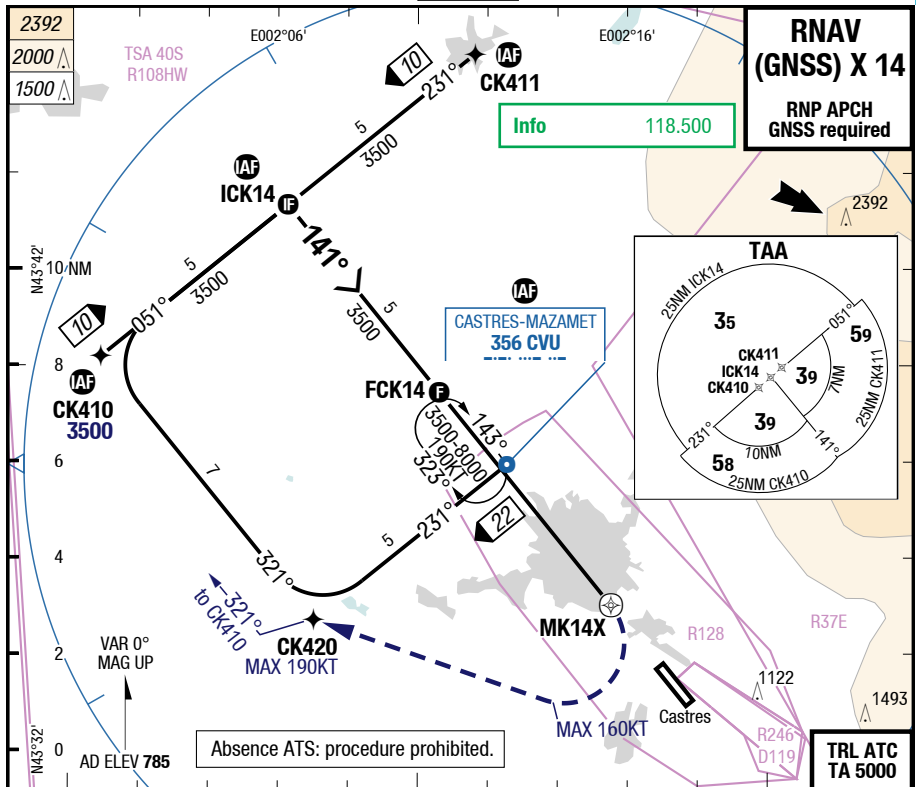 2392
2000
1500
TSA 40S
R108HW
E002°06'
E002°16'
RNAV
(GNSS) X 14
RNP APCH
GNSS required
10
231°
IAF
CK411
5
3500
Info 118.500
IAF
ICK14
IF
2392
N43°42'
10 NM
5
3500
141°
5
3500
051°
10
IAF
CK410
3500
8
IAF
CASTRES-MAZAMET
356 CVU
FCK14
F
143°
3500-8000
190KT
323°
TAA
25NM ICK14
35
051°
59
CK411
ICK14
CK410
39
7NM
25NM CK411
39
231°
10NM
141°
58
25NM CK410
6
7
22
231°
5
4
321°
321°
to CK410
CK420
MAX 190KT
MK14X
R128
R37E
2
VAR 0°
MAG UP
1122
1493
MAX 160KT
Castres
R246
D119
N43°32'
0
AD ELEV 785
Absence ATS: procedure prohibited.
TRL ATC
TA 5000